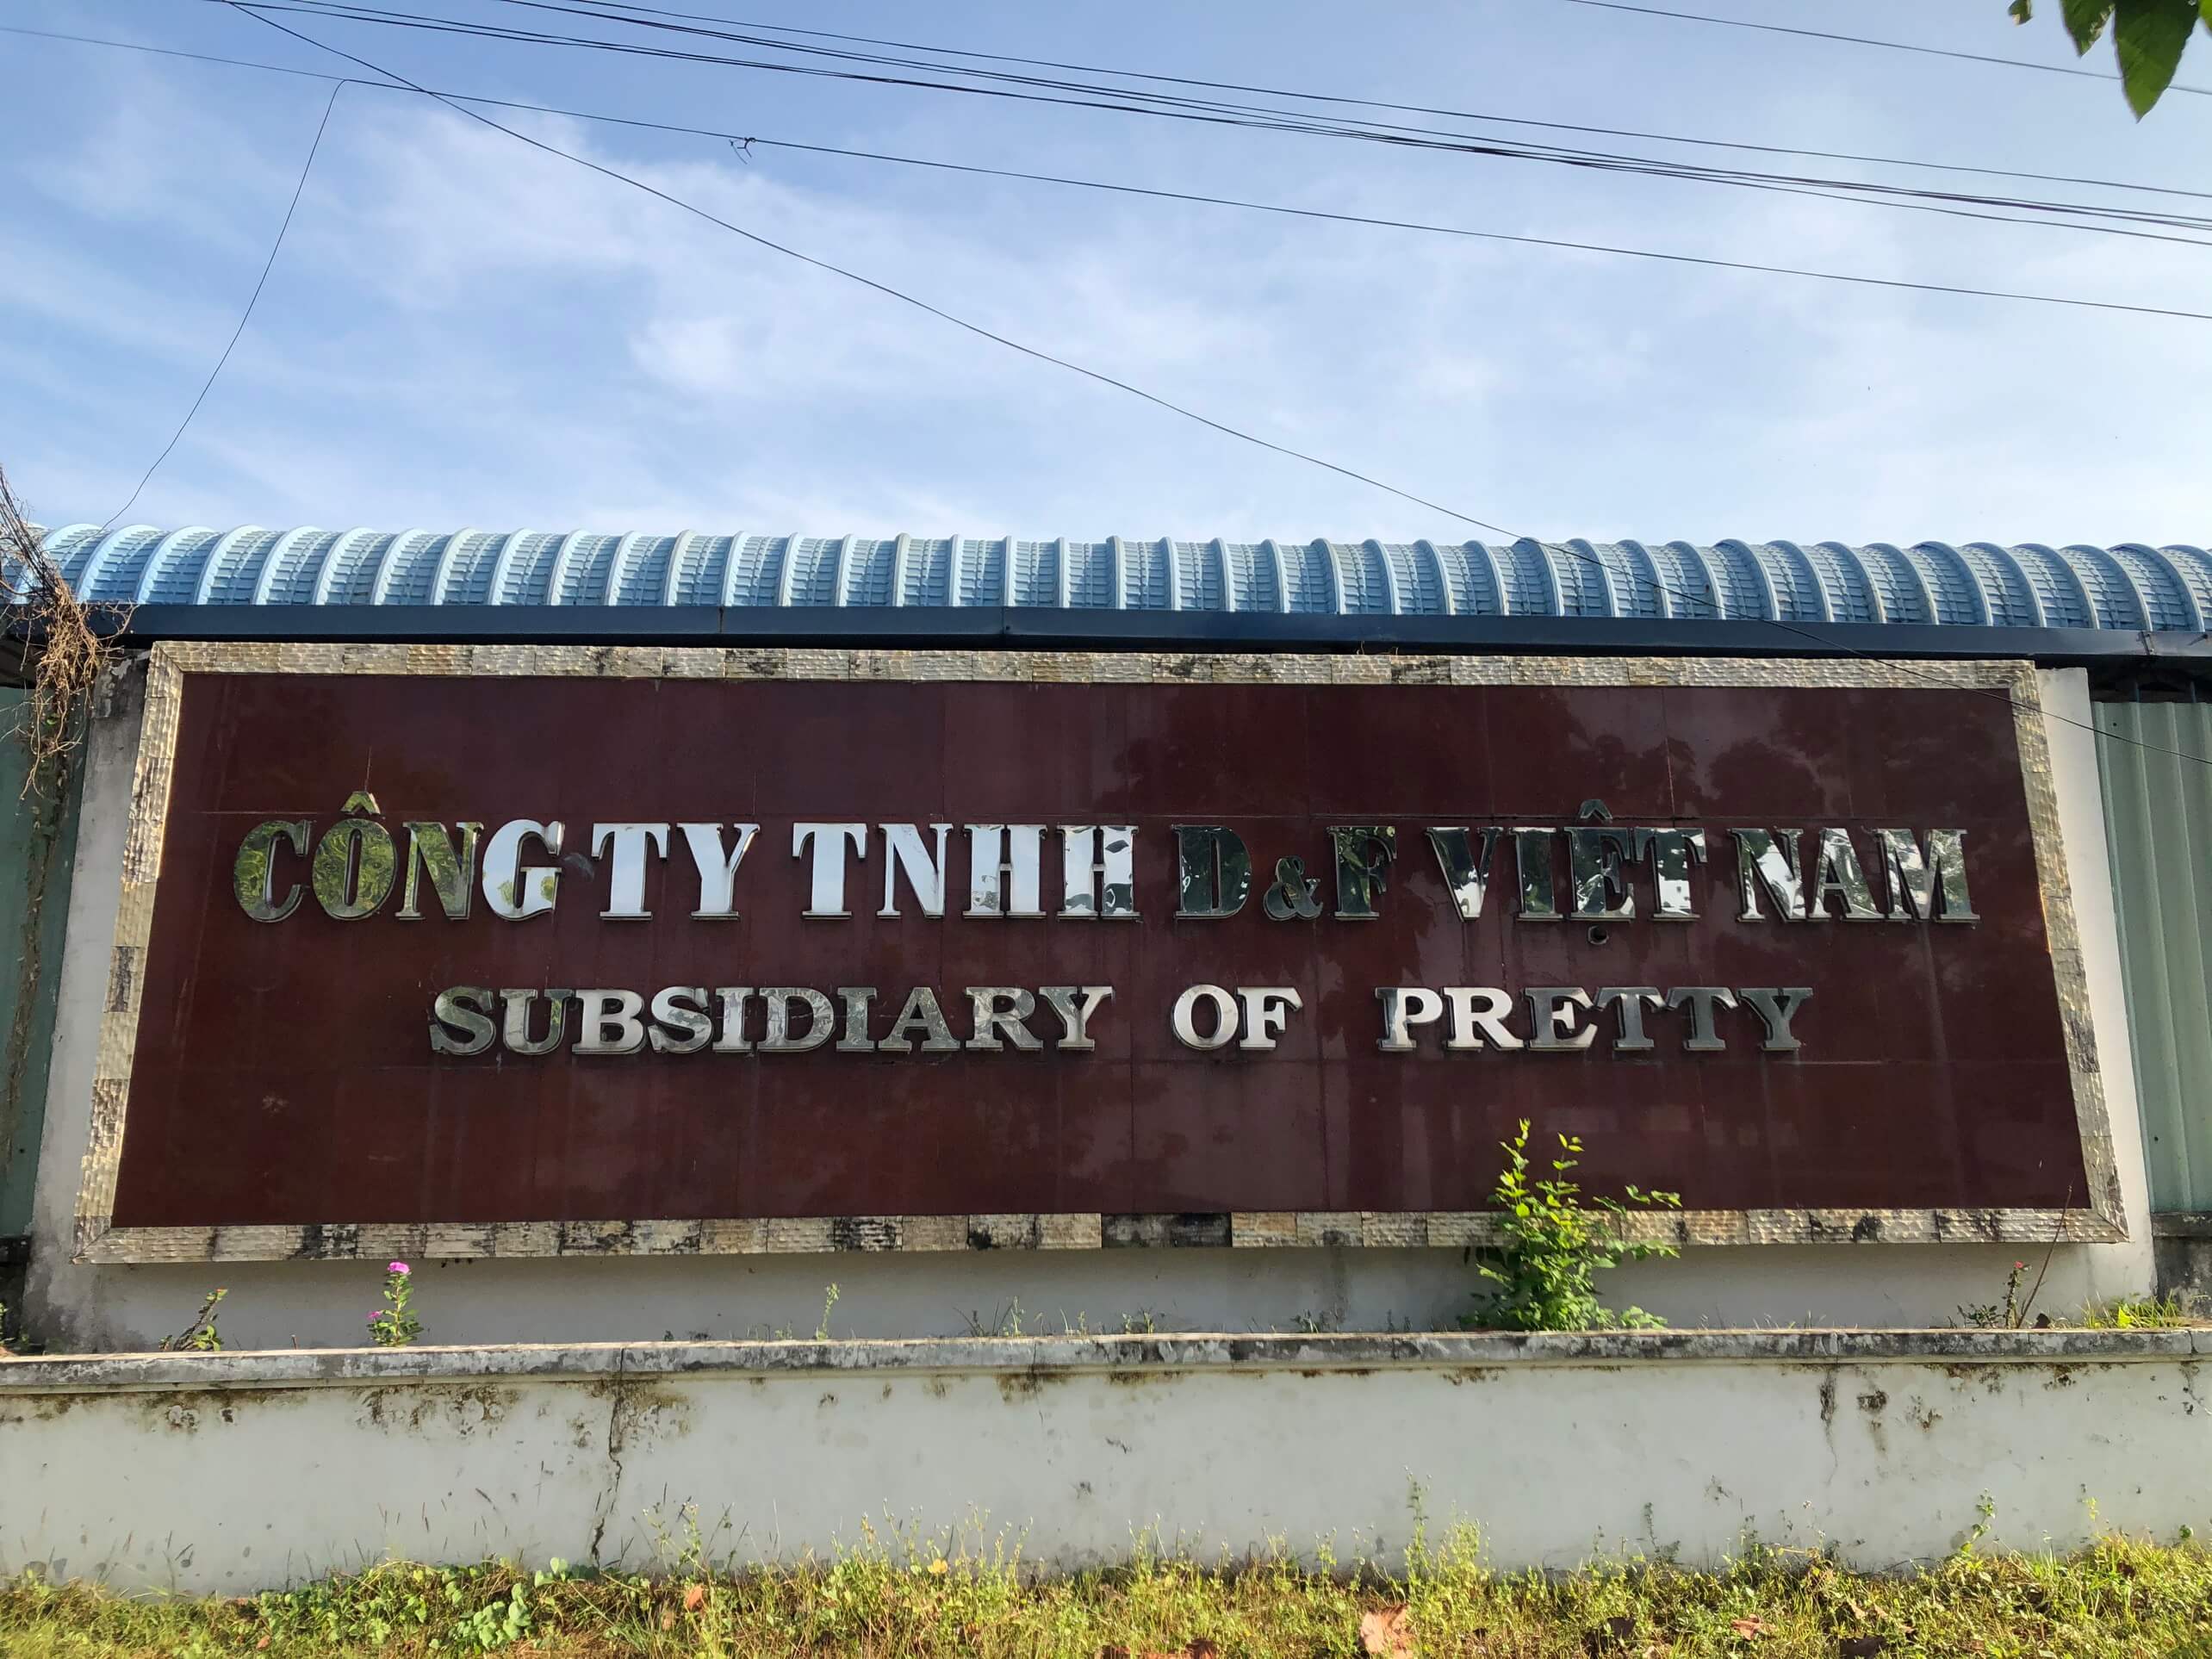 CÔNG TY TNHH D & F VIỆT NAM
SUBSIDIARY OF PRETTY